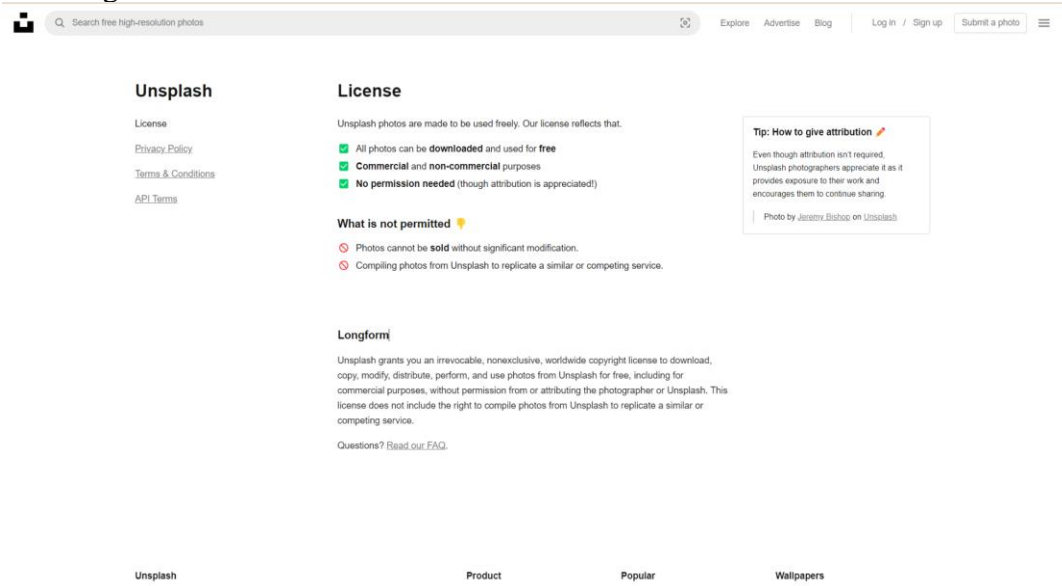 Search free high-resolution photos
Explore Advertise Blog Log in / Sign up Submit a photo
Unsplash
License
Privacy Policy
Terms & Conditions
API Terms
License
Unsplash photos are made to be used freely. Our license reflects that.
All photos can be downloaded and used for free
Commercial and non-commercial purposes
No permission needed (though attribution is appreciated!)
What is not permitted 👎
Photos cannot be sold without significant modification.
Compiling photos from Unsplash to replicate a similar or competing service.
Longform
Unsplash grants you an irrevocable, nonexclusive, worldwide copyright license to download,
copy, modify, distribute, perform, and use photos from Unsplash for free, including for
commercial purposes, without permission from or attributing the photographer or Unsplash. This
license does not include the right to compile photos from Unsplash to replicate a similar or
competing service.
Questions? Read our FAQ.
Tip: How to give attribution
Even though attribution isn't required,
Unsplash photographers appreciate it as it
provides exposure to their work and
encourages them to continue sharing.
Photo by Jeremy Bishop on Unsplash
Unsplash Product Popular Wallpapers